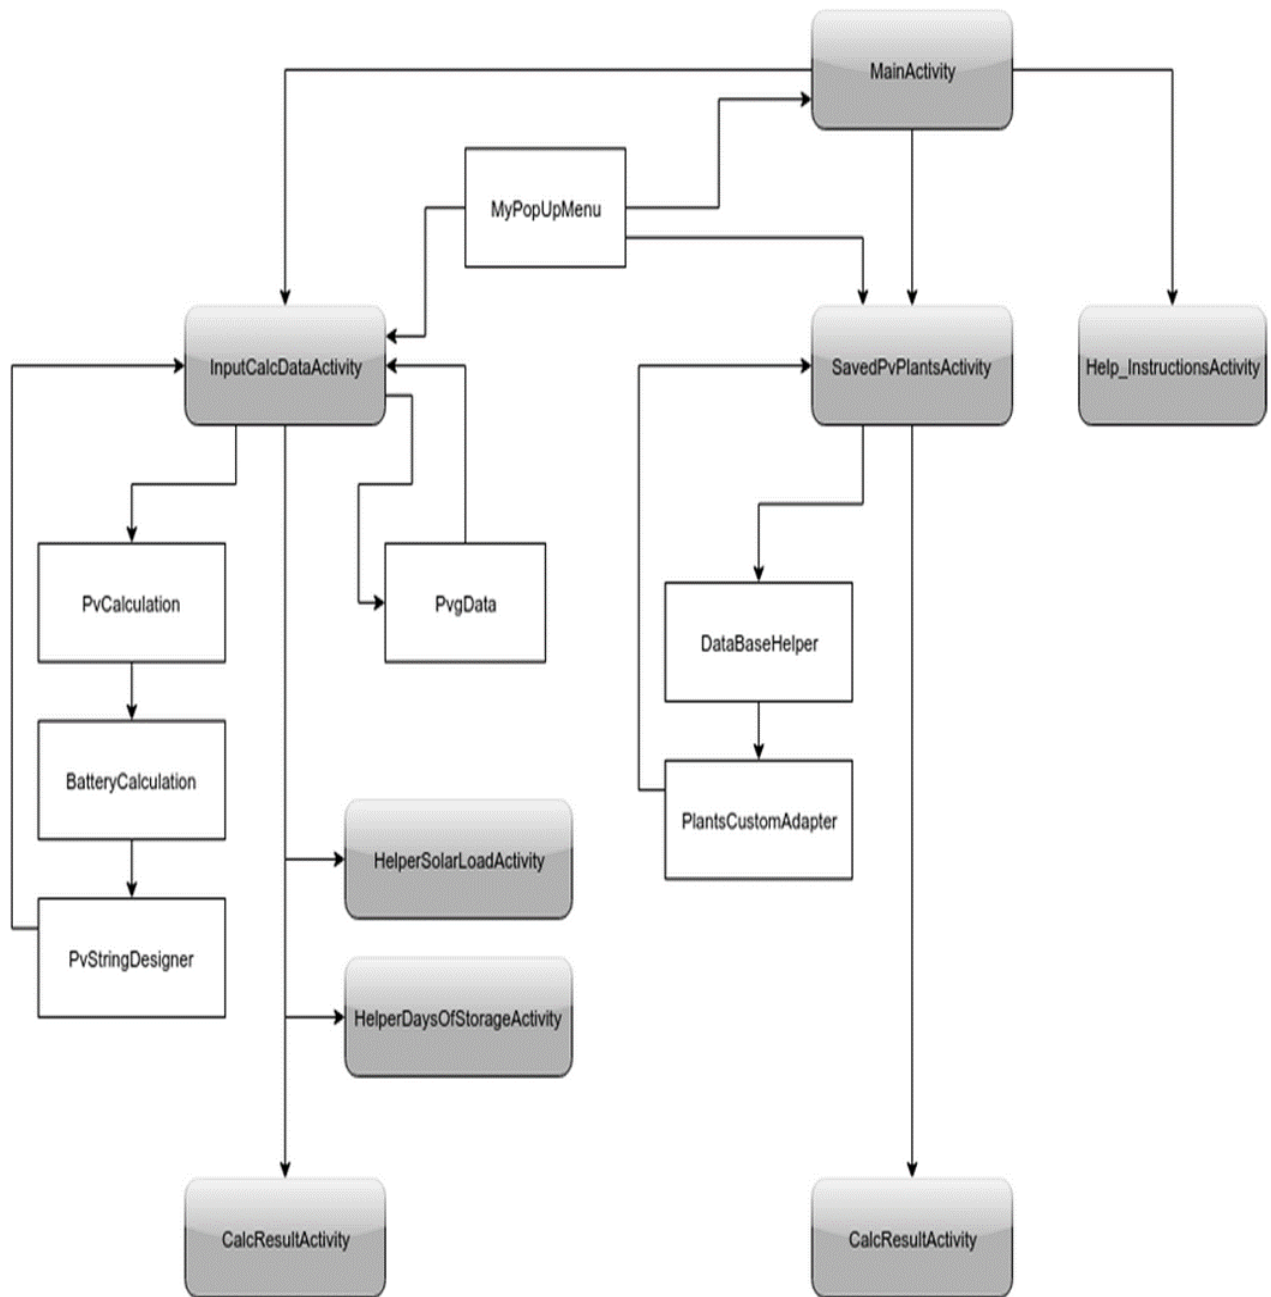 MainActivity
MyPopUpMenu
InputCalcDataActivity
SavedPvPlantsActivity
Help_InstructionsActivity
PvCalculation
PvgData
DataBaseHelper
BatteryCalculation
PlantsCustomAdapter
HelperSolarLoadActivity
PvStringDesigner
HelperDaysOfStorageActivity
CalcResultActivity
CalcResultActivity